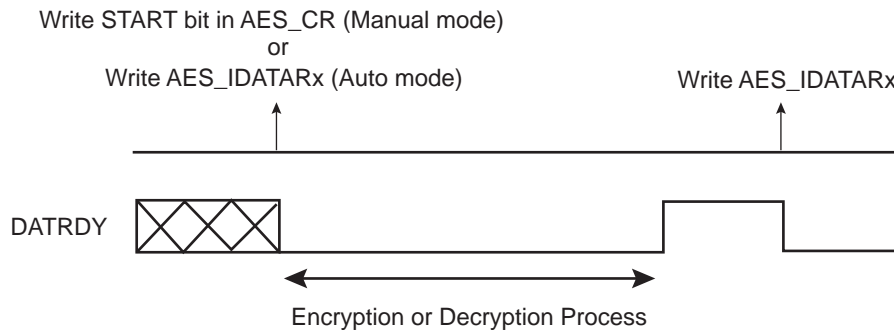 Write START bit in AES_CR (Manual mode)
or
Write AES_IDATARx (Auto mode)
Write AES_IDATARx
DATRDY
Encryption or Decryption Process